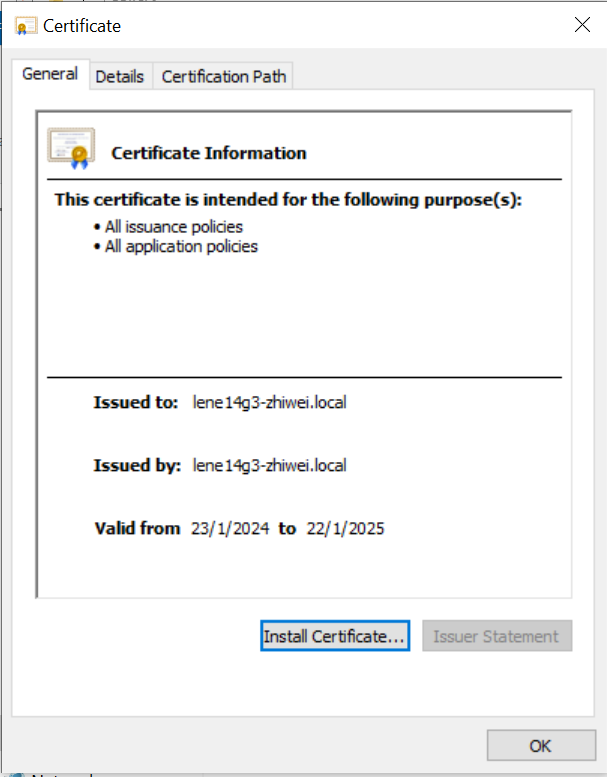 Certificate
General Details Certification Path
Certificate Information
This certificate is intended for the following purpose(s):
• All issuance policies
• All application policies
Issued to: lene14g3-zhiwei.local
Issued by: lene14g3-zhiwei.local
Valid from 23/1/2024 to 22/1/2025
Install Certificate... Issuer Statement
OK